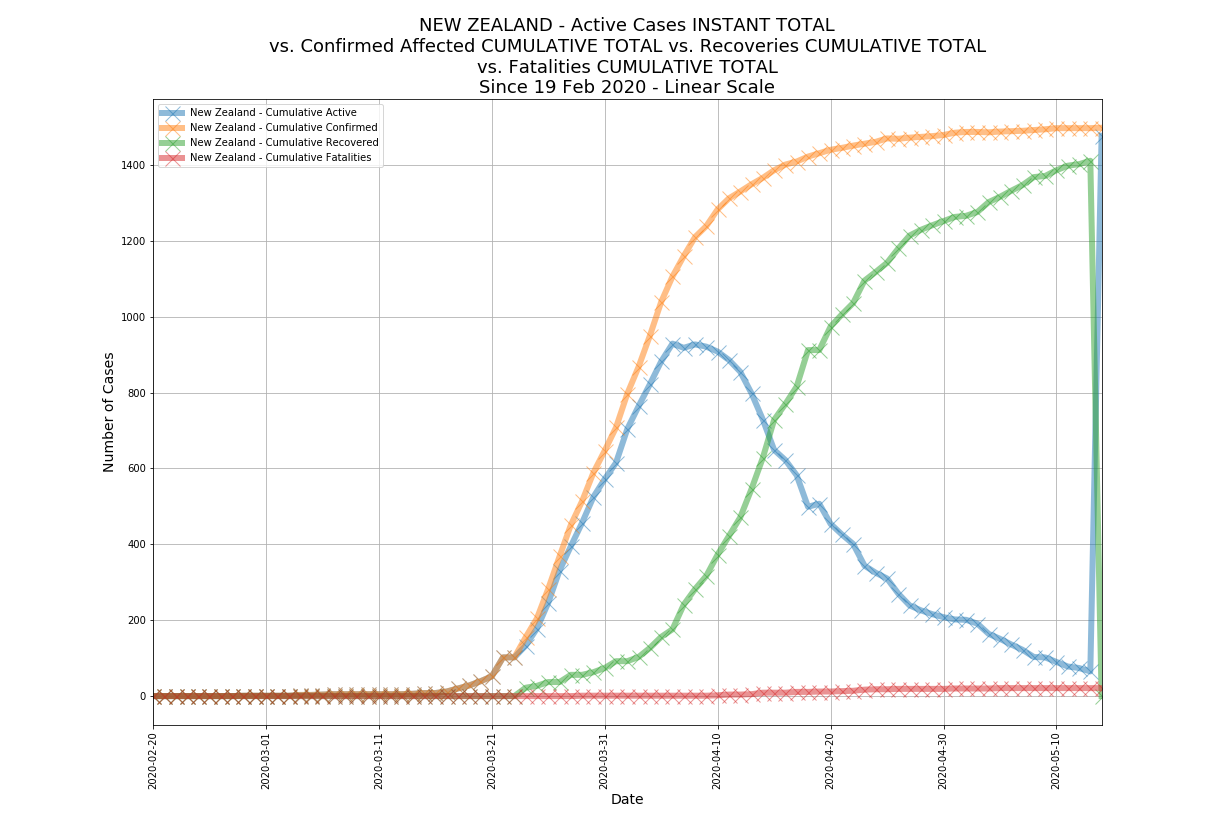 NEW ZEALAND - Active Cases INSTANT TOTAL
vs. Confirmed Affected CUMULATIVE TOTAL vs. Recoveries CUMULATIVE TOTAL
vs. Fatalities CUMULATIVE TOTAL
Since 19 Feb 2020 - Linear Scale
New Zealand - Cumulative Active
New Zealand - Cumulative Confirmed
New Zealand - Cumulative Recovered
New Zealand - Cumulative Fatalities
Number of Cases
1400
1200
1000
800
600
400
200
0
2020-02-20
2020-03-01
2020-03-11
2020-03-21
2020-03-31
2020-04-10
2020-04-20
2020-04-30
2020-05-10
Date